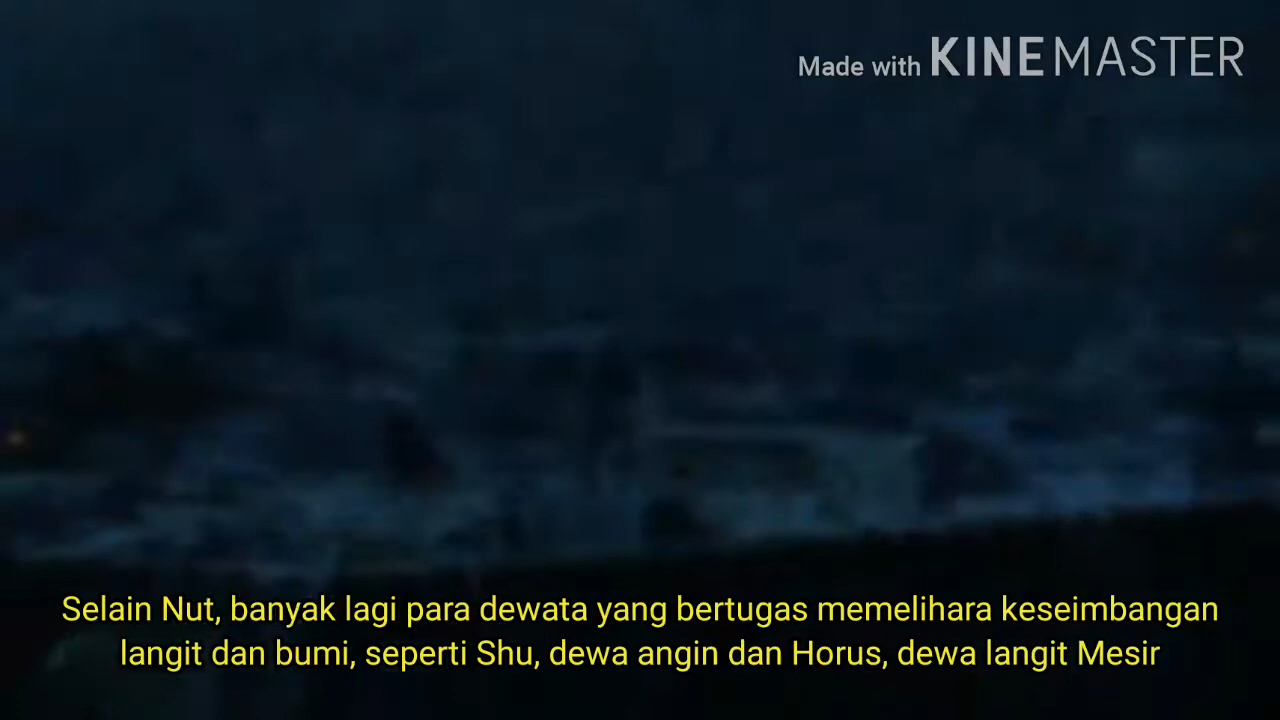 Made with KINEMASTER
Selain Nut, banyak lagi para dewata yang bertugas memelihara keseimbangan
langit dan bumi, seperti Shu, dewa angin dan Horus, dewa langit Mesir